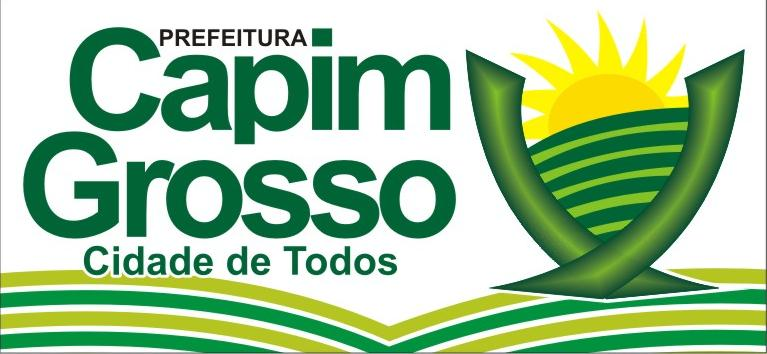 PREFEITURA
Capim
Grosso
Cidade de Todos